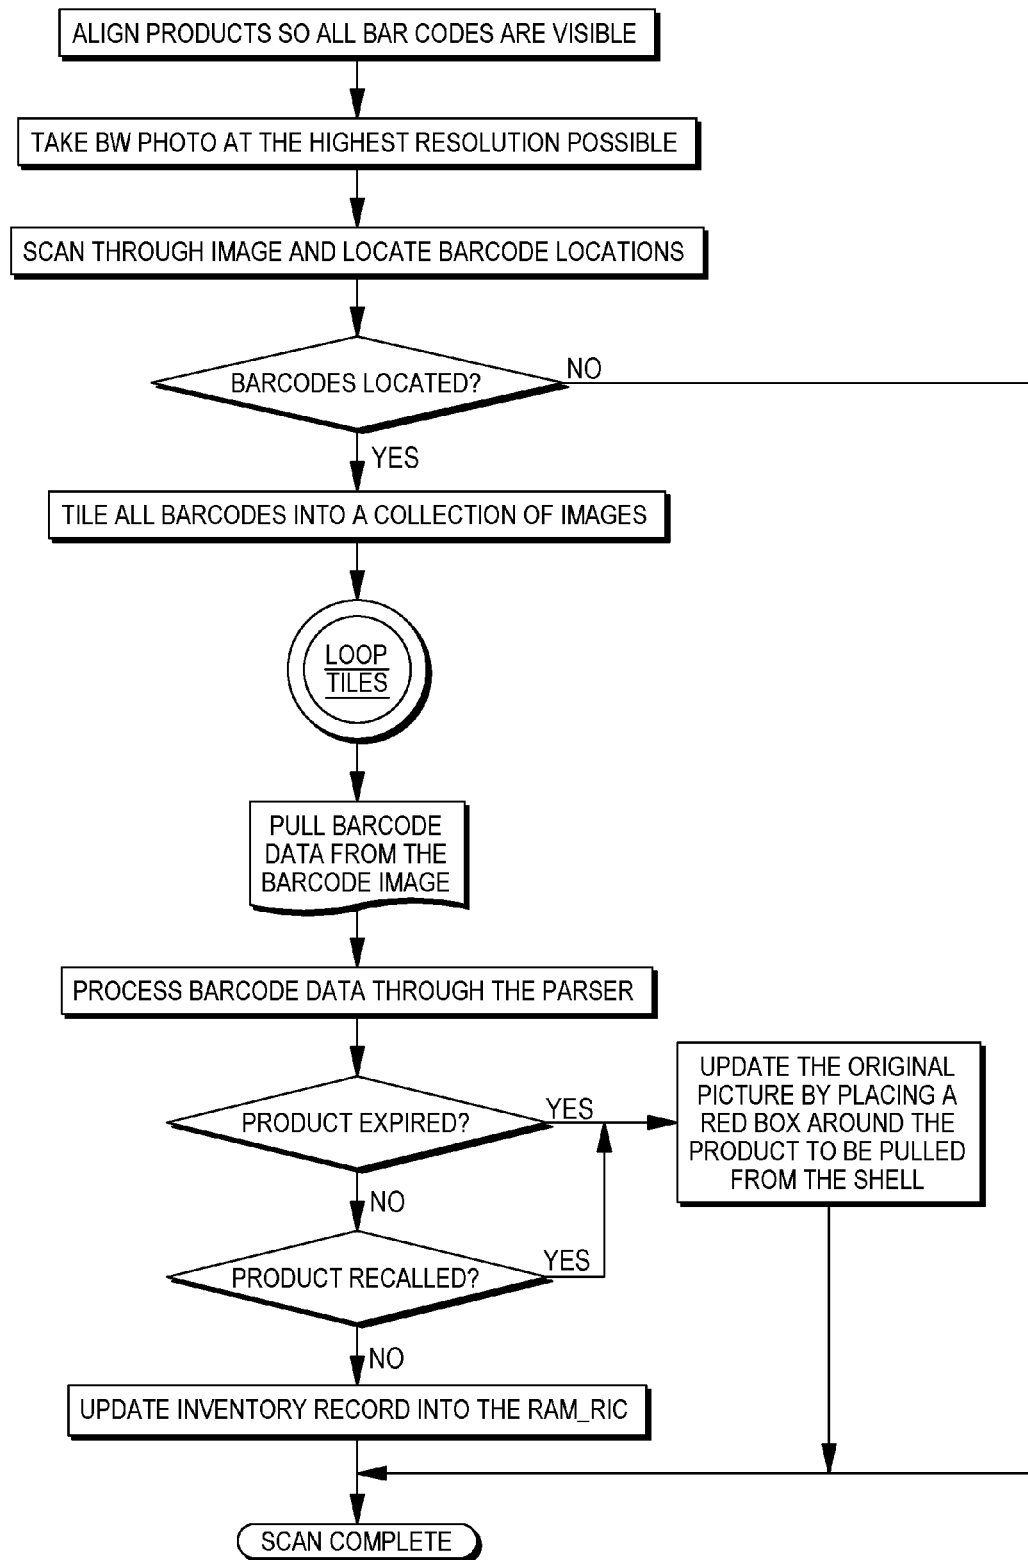 ALIGN PRODUCTS SO ALL BAR CODES ARE VISIBLE
TAKE BW PHOTO AT THE HIGHEST RESOLUTION POSSIBLE
SCAN THROUGH IMAGE AND LOCATE BARCODE LOCATIONS
BARCODES LOCATED?
NO
YES
TILE ALL BARCODES INTO A COLLECTION OF IMAGES
LOOP
TILES
PULL BARCODE
DATA FROM THE
BARCODE IMAGE
PROCESS BARCODE DATA THROUGH THE PARSER
PRODUCT EXPIRED?
YES
UPDATE THE ORIGINAL
PICTURE BY PLACING A
RED BOX AROUND THE
PRODUCT TO BE PULLED
FROM THE SHELL
NO
PRODUCT RECALLED?
YES
NO
UPDATE INVENTORY RECORD INTO THE RAM_RIC
SCAN COMPLETE